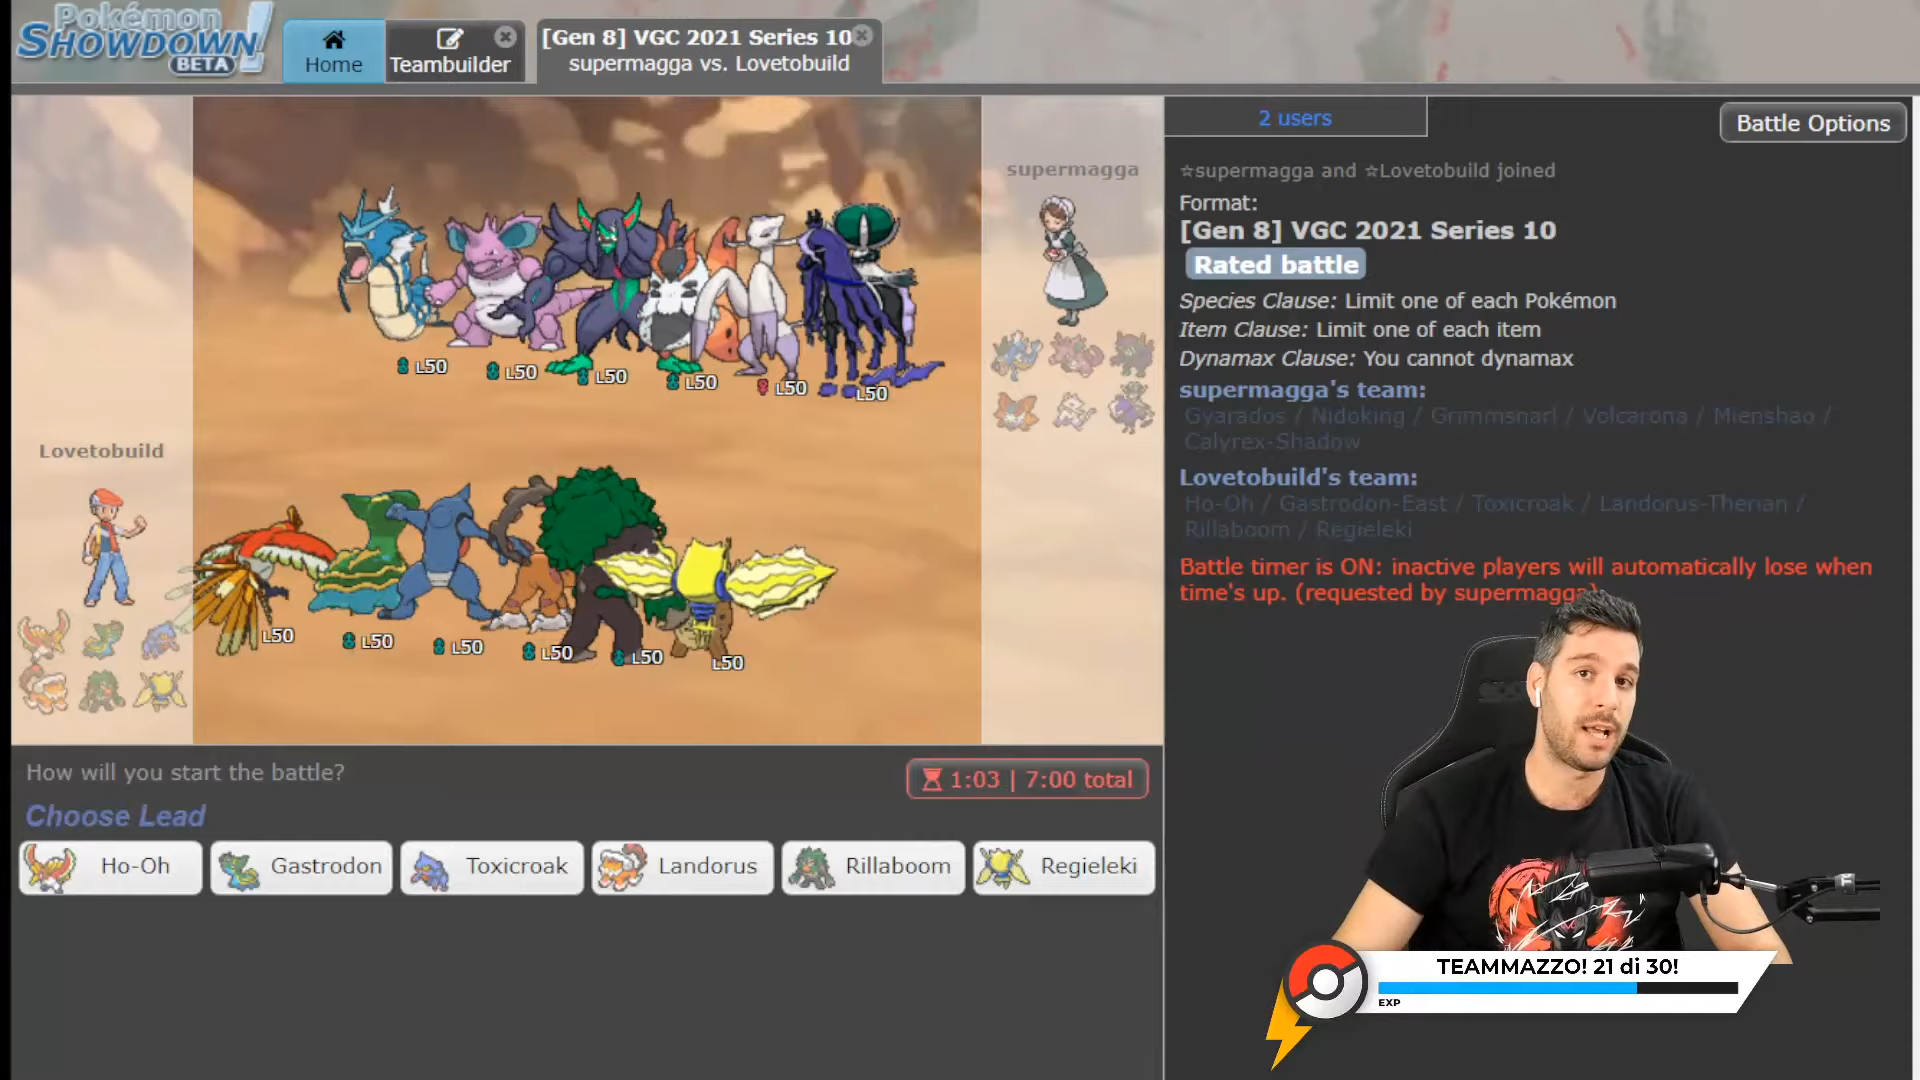 Pokémon
SHOWDOWN!
BETA
Home
Teambuilder
[Gen 8] VGC 2021 Series 10
supermagga vs. Lovetobuild
2 users
Battle Options
☆supermagga and ☆Lovetobuild joined
Format:
[Gen 8] VGC 2021 Series 10
Rated battle
Species Clause: Limit one of each Pokémon
Item Clause: Limit one of each item
Dynamax Clause: You cannot dynamax
supermagga's team:
Gyarados / Nidoking / Grimmsnarl / Volcarona / Mienshao /
Calyrex-Shadow
Lovetobuild's team:
Ho-Oh / Gastrodon-East / Toxicroak / Landorus-Therian /
Rillaboom / Regieleki
Battle timer is ON: inactive players will automatically lose when
time's up. (requested by supermagga)
supermagga
L50
L50
L50
L50
L50
L50
Lovetobuild
L50
L50
L50
L50
L50
L50
How will you start the battle?
1:03 | 7:00 total
Choose Lead
Ho-Oh
Gastrodon
Toxicroak
Landorus
Rillaboom
Regieleki
TEAMMAZZO! 21 di 30!
EXP